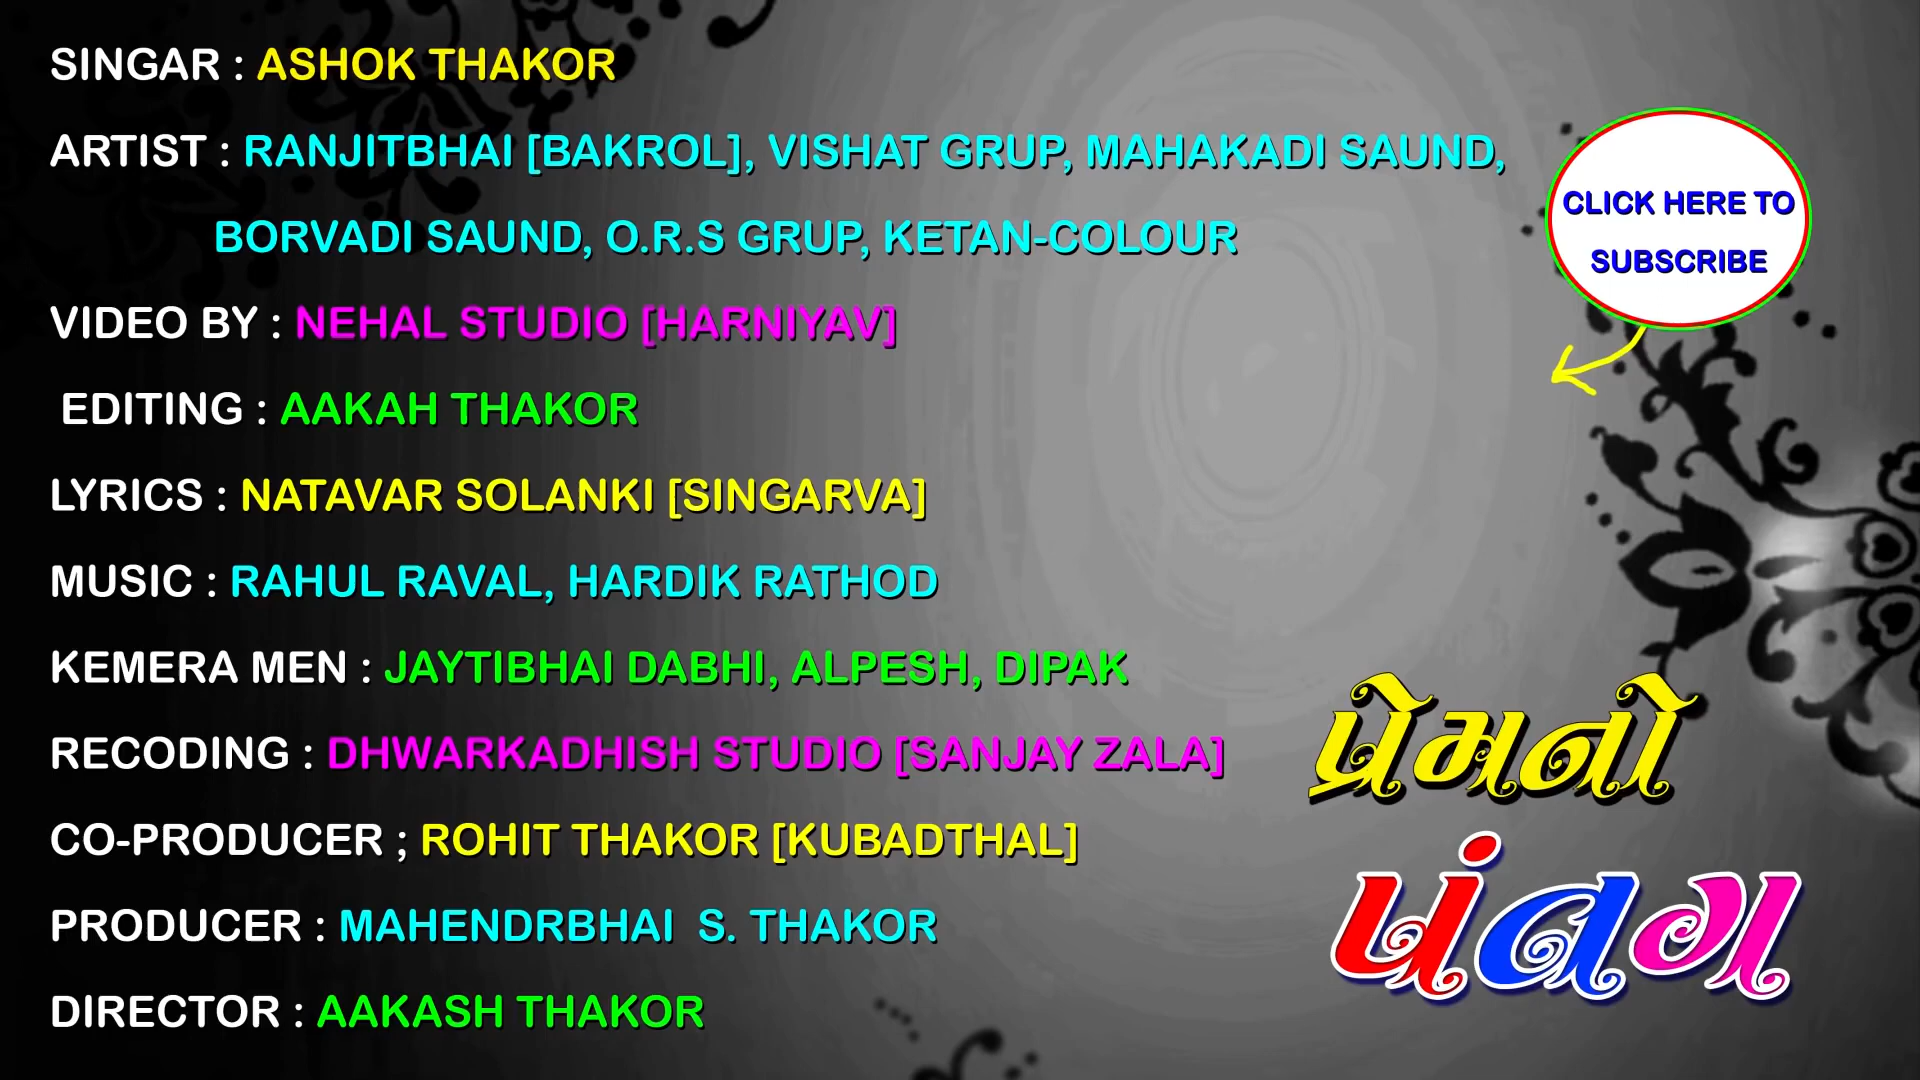 SINGAR : ASHOK THAKOR
ARTIST : RANJITBHAI [BAKROL], VISHAT GRUP, MAHAKADI SAUND,
BORVADI SAUND, O.R.S GRUP, KETAN-COLOUR
VIDEO BY : NEHAL STUDIO [HARNIYAV]
EDITING : AAKAH THAKOR
LYRICS : NATAVAR SOLANKI [SINGARVA]
MUSIC : RAHUL RAVAL, HARDIK RATHOD
KEMERA MEN : JAYTIBHAI DABHI, ALPESH, DIPAK
RECODING : DHWARKADHISH STUDIO [SANJAY ZALA]
CO-PRODUCER ; ROHIT THAKOR [KUBADTHAL]
PRODUCER : MAHENDRBHAI  S. THAKOR
DIRECTOR : AAKASH THAKOR
CLICK HERE TO
SUBSCRIBE
પ્રેમનો
પંતગ